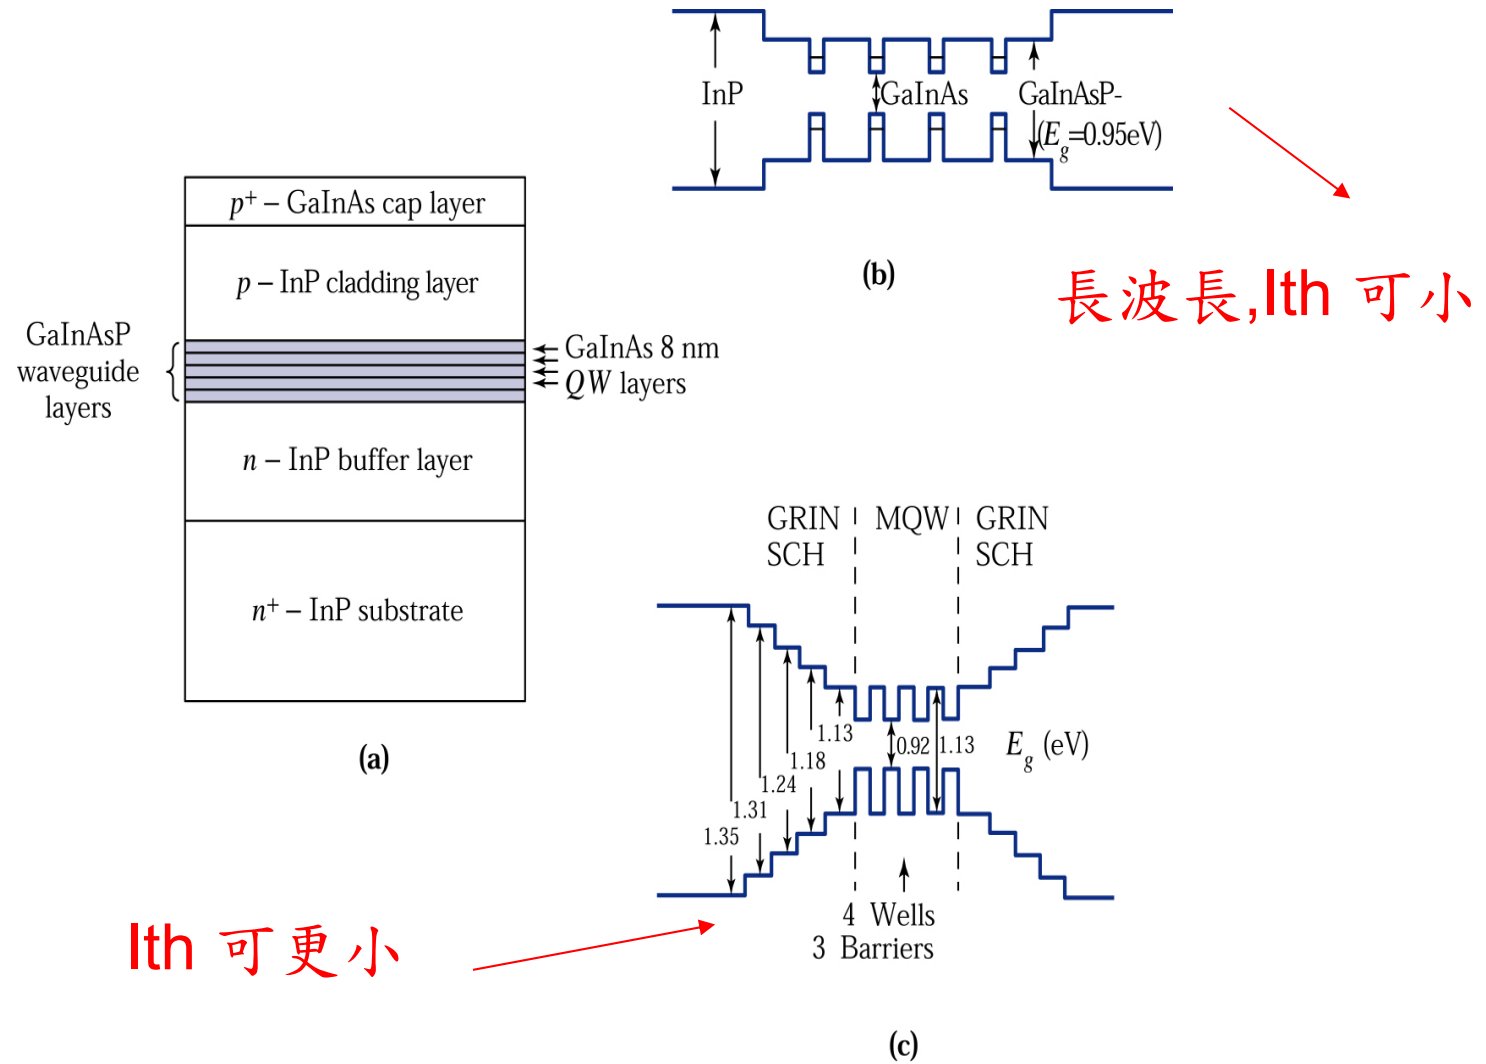 p+ – GaInAs cap layer
p – InP cladding layer
GaInAsP
waveguide
layers
GaInAs 8 nm
QW layers
n – InP buffer layer
n+ – InP substrate
(a)
InP
GaInAs
GaInAsP-
(Eg=0.95eV)
(b)
長波長,Ith 可小
GRIN
SCH
MQW
GRIN
SCH
1.13
1.18
1.24
1.31
1.35
0.92
1.13
Eg (eV)
4 Wells
3 Barriers
Ith 可更小
(c)